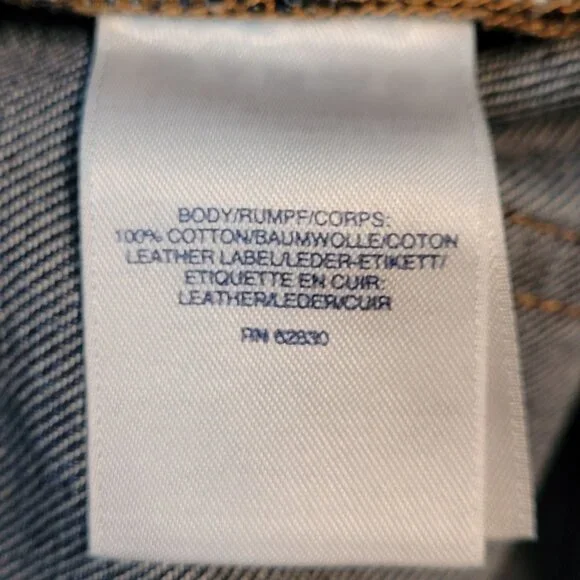 BODY/RUMPF/CORPS:
100% COTTON/BAUMWOLLE/COTON
LEATHER LABEL/LEDER-ETIKETT/
ETIQUETTE EN CUIR:
LEATHER/LEDER/CUIR
RN 62830